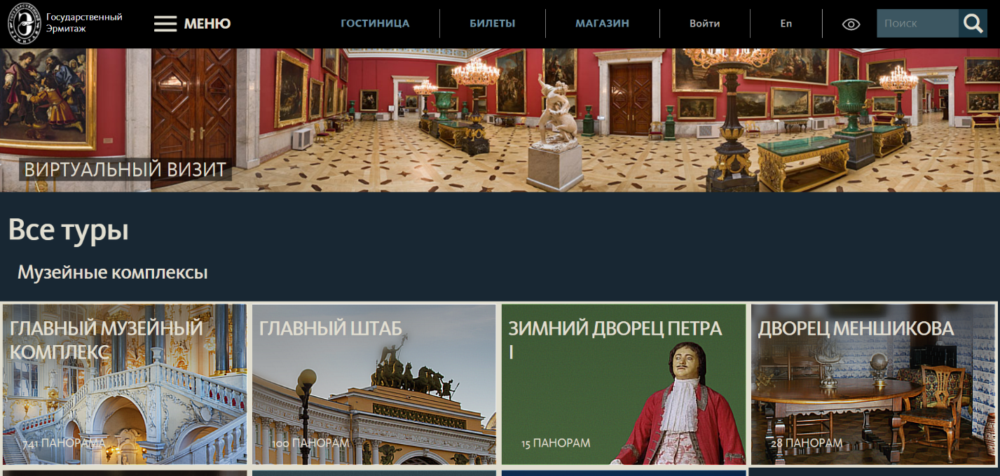 Государственный
Эрмитаж
МЕНЮ
ГОСТИНИЦА
БИЛЕТЫ
МАГАЗИН
Войти
En
Поиск
ВИРТУАЛЬНЫЙ ВИЗИТ
Все туры
Музейные комплексы
ГЛАВНЫЙ МУЗЕЙНЫЙ
КОМПЛЕКС
741 ПАНОРАМА
ГЛАВНЫЙ ШТАБ
100 ПАНОРАМ
ЗИМНИЙ ДВОРЕЦ ПЕТРА
I
15 ПАНОРАМ
ДВОРЕЦ МЕНШИКОВА
28 ПАНОРАМ